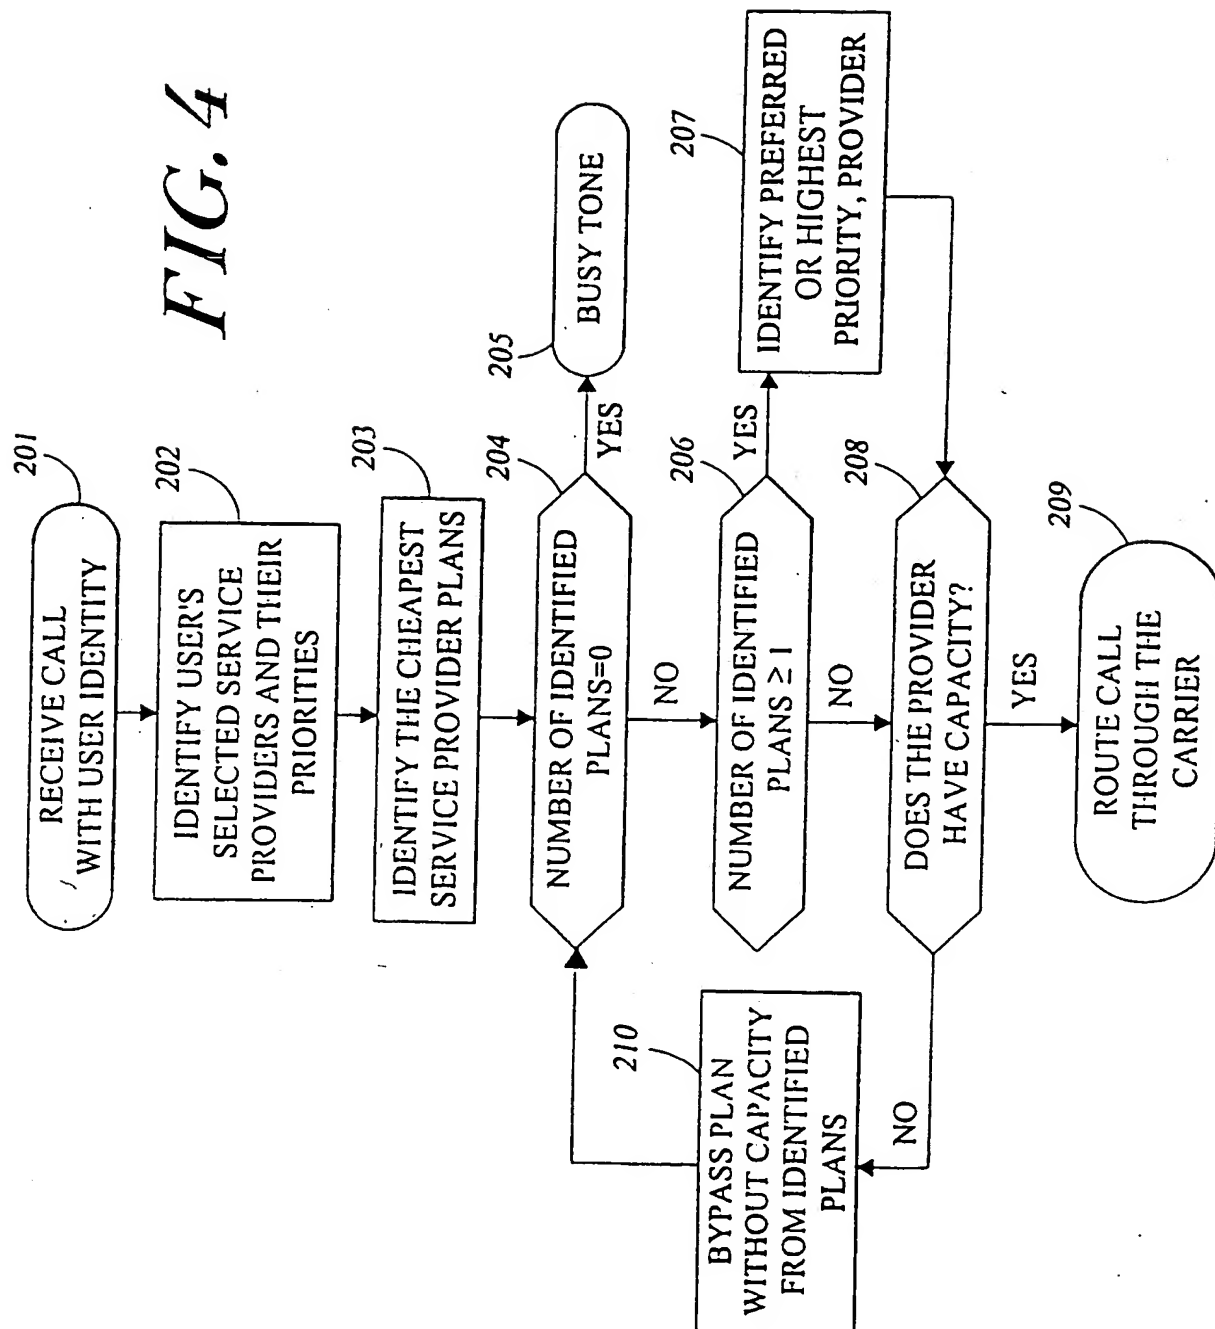 FIG. 4
201
RECEIVE CALL
WITH USER IDENTITY
202
IDENTIFY USER'S
SELECTED SERVICE
PROVIDERS AND THEIR
PRIORITIES
203
IDENTIFY THE CHEAPEST
SERVICE PROVIDER PLANS
204
NUMBER OF IDENTIFIED
PLANS=0
YES
205
BUSY TONE
NO
206
NUMBER OF IDENTIFIED
PLANS ≥ 1
YES
207
IDENTIFY PREFERRED
OR HIGHEST
PRIORITY, PROVIDER
NO
208
DOES THE PROVIDER
HAVE CAPACITY?
YES
209
ROUTE CALL
THROUGH THE
CARRIER
NO
210
BYPASS PLAN
WITHOUT CAPACITY
FROM IDENTIFIED
PLANS